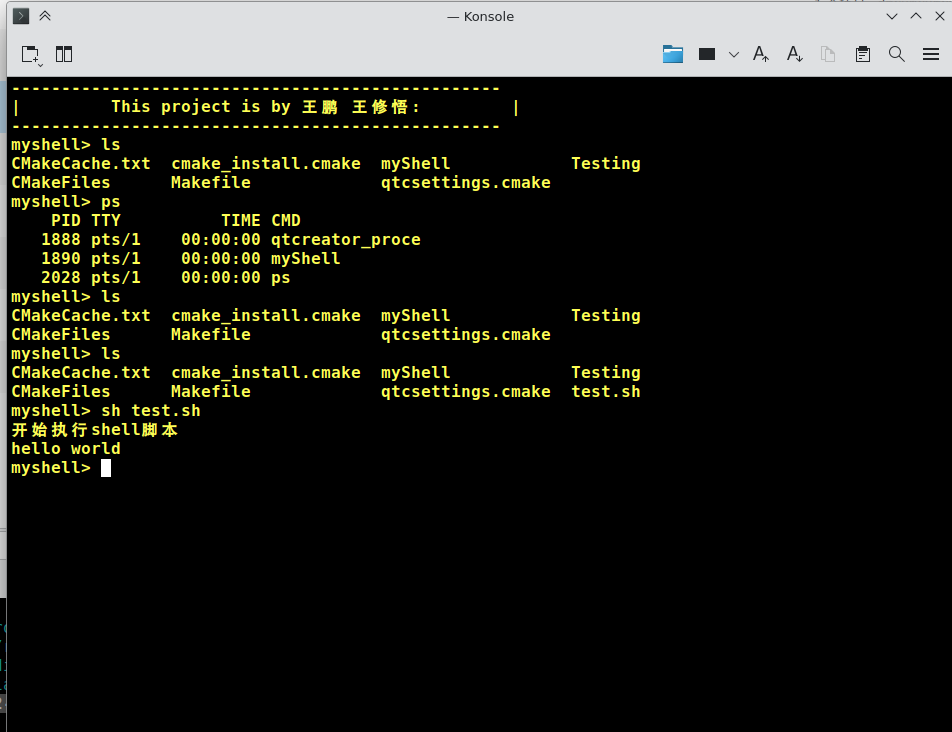 — Konsole
--------------------------------------------------
|         This project is by 王鹏 王修悟:         |
--------------------------------------------------
myshell> ls
CMakeCache.txt  cmake_install.cmake  myShell            Testing
CMakeFiles      Makefile             qtcsettings.cmake
myshell> ps
    PID TTY          TIME CMD
   1888 pts/1    00:00:00 qtcreator_proce
   1890 pts/1    00:00:00 myShell
   2028 pts/1    00:00:00 ps
myshell> ls
CMakeCache.txt  cmake_install.cmake  myShell            Testing
CMakeFiles      Makefile             qtcsettings.cmake
myshell> ls
CMakeCache.txt  cmake_install.cmake  myShell            Testing
CMakeFiles      Makefile             qtcsettings.cmake  test.sh
myshell> sh test.sh
开始执行shell脚本
hello world
myshell>